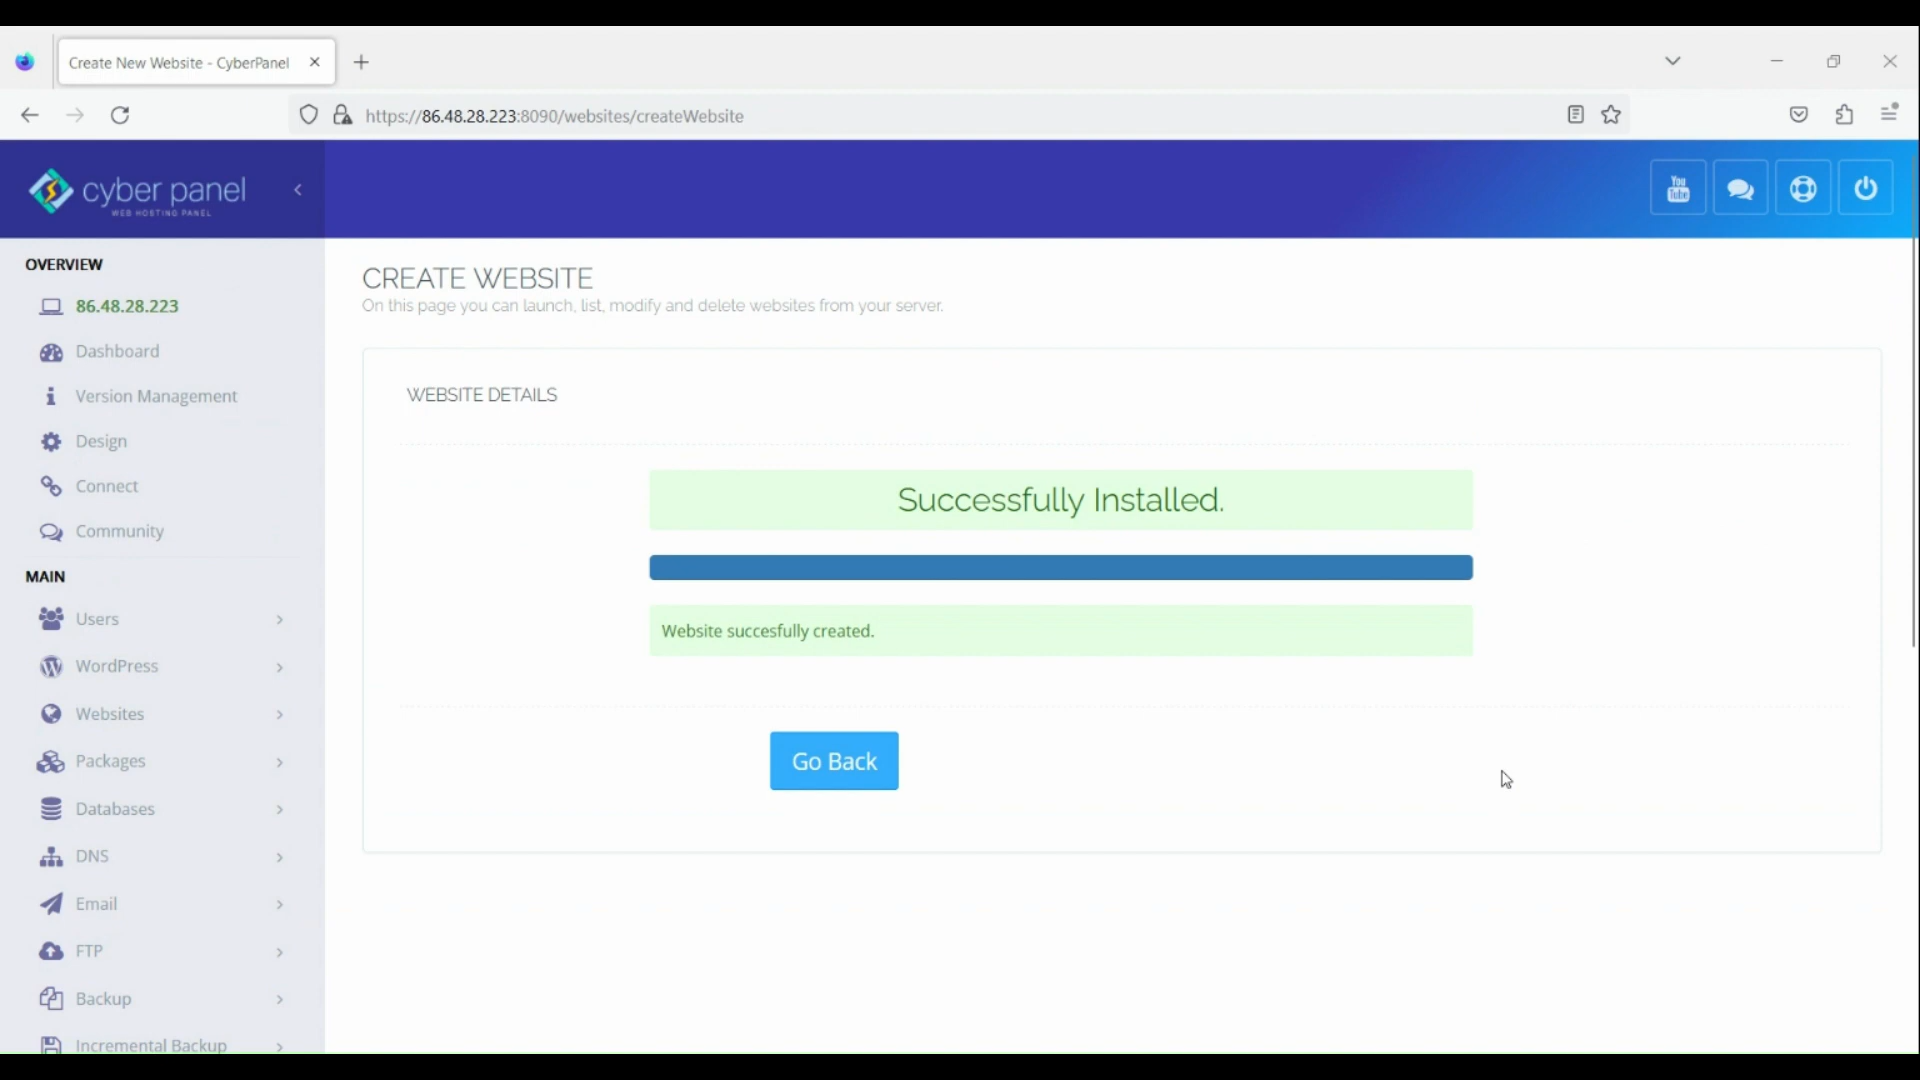 Create New Website - CyberPanel
https://86.48.28.223:8090/websites/createWebsite
cyber panel
WEB HOSTING PANEL
You
Tube
OVERVIEW
86.48.28.223
Dashboard
Version Management
Design
Connect
Community
MAIN
Users
WordPress
Websites
Packages
Databases
DNS
Email
FTP
Backup
Incremental Backup
CREATE WEBSITE
On this page you can launch, list, modify and delete websites from your server.
WEBSITE DETAILS
Successfully Installed.
Website succesfully created.
Go Back